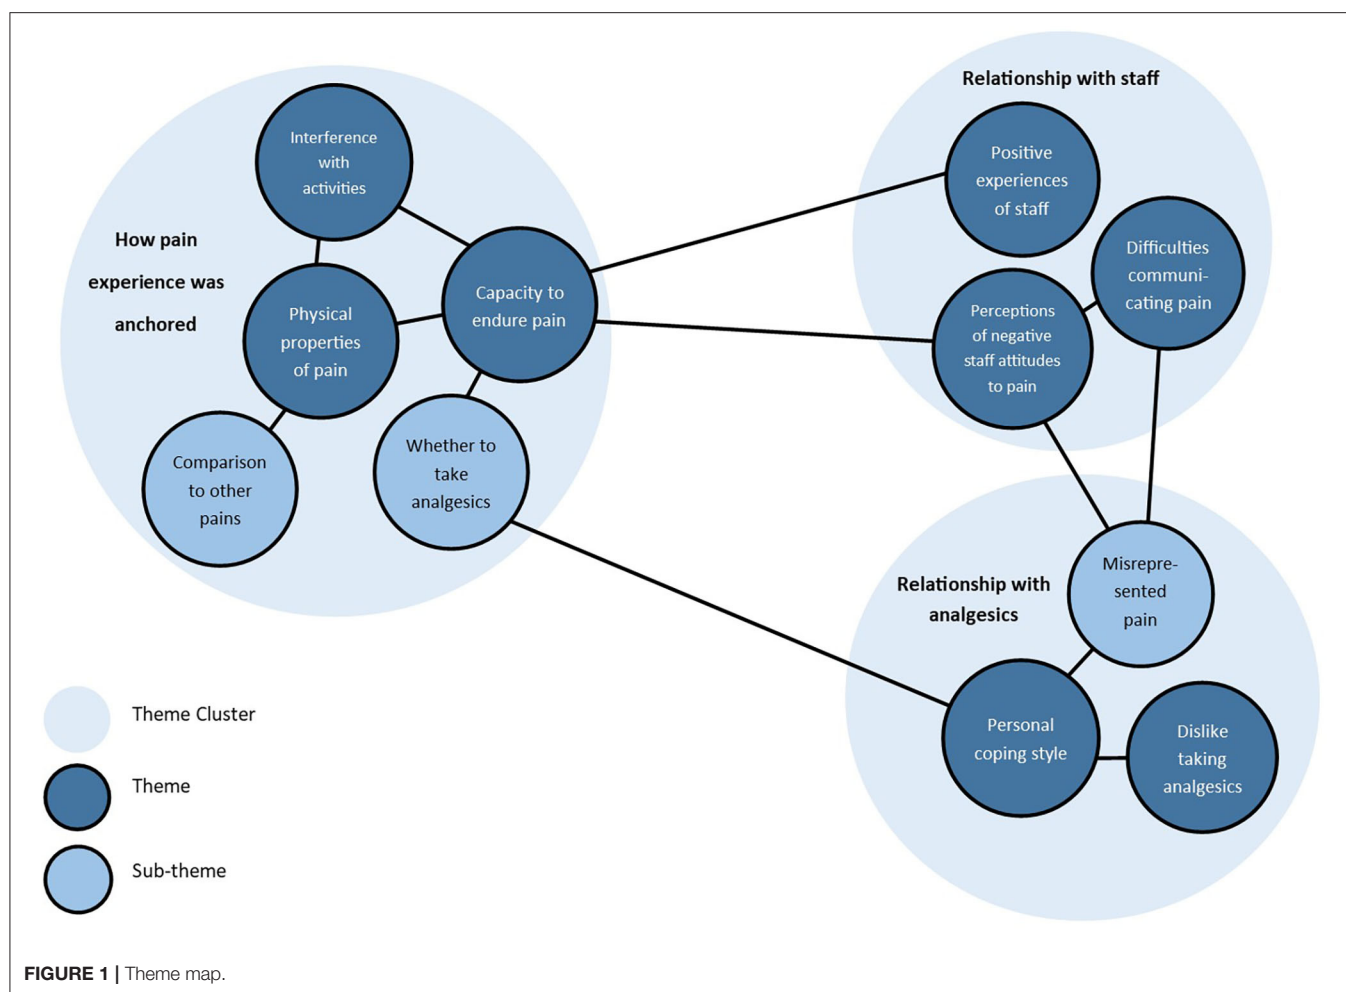 Relationship with staff
Interference
with
activities
Positive
experiences
of staff
How pain
experience was
anchored
Difficulties
communi-
cating pain
Capacity to
endure pain
Physical
properties
of pain
Perceptions
of negative
staff attitudes
to pain
Comparison
to other
pains
Whether to
take
analgesics
Relationship with
analgesics
Misrepre-
sented
pain
Personal
coping style
Dislike
taking
analgesics
Theme Cluster
Theme
Sub-theme
FIGURE 1 | Theme map.